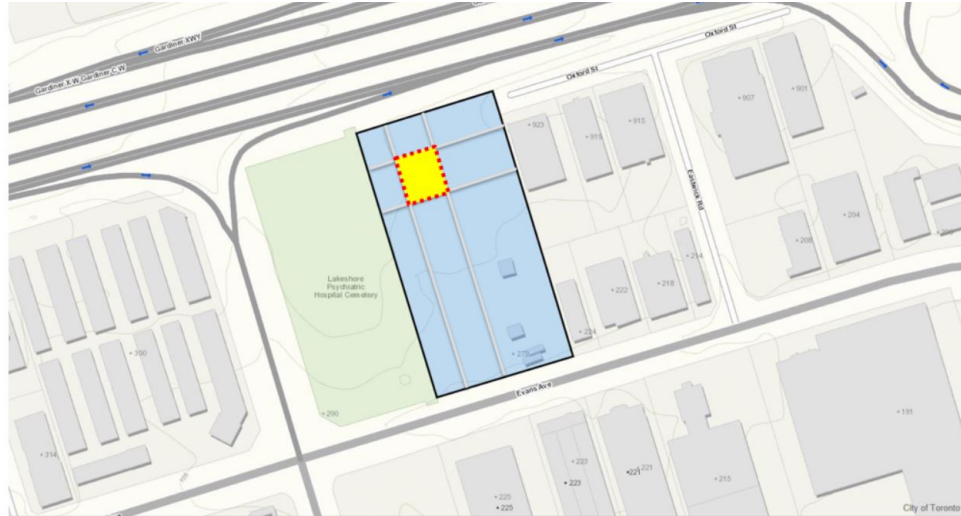 Gardiner XWY
Gardiner X W Gardiner C W
Oxford St
Oxford St
907
901
923
919
915
Eastwick Rd
204
208
214
Lakeshore
Psychiatric
Hospital Cemetery
222
218
224
300
Evans Ave
290
314
191
223
223
221
221
215
225
225
City of Toronto